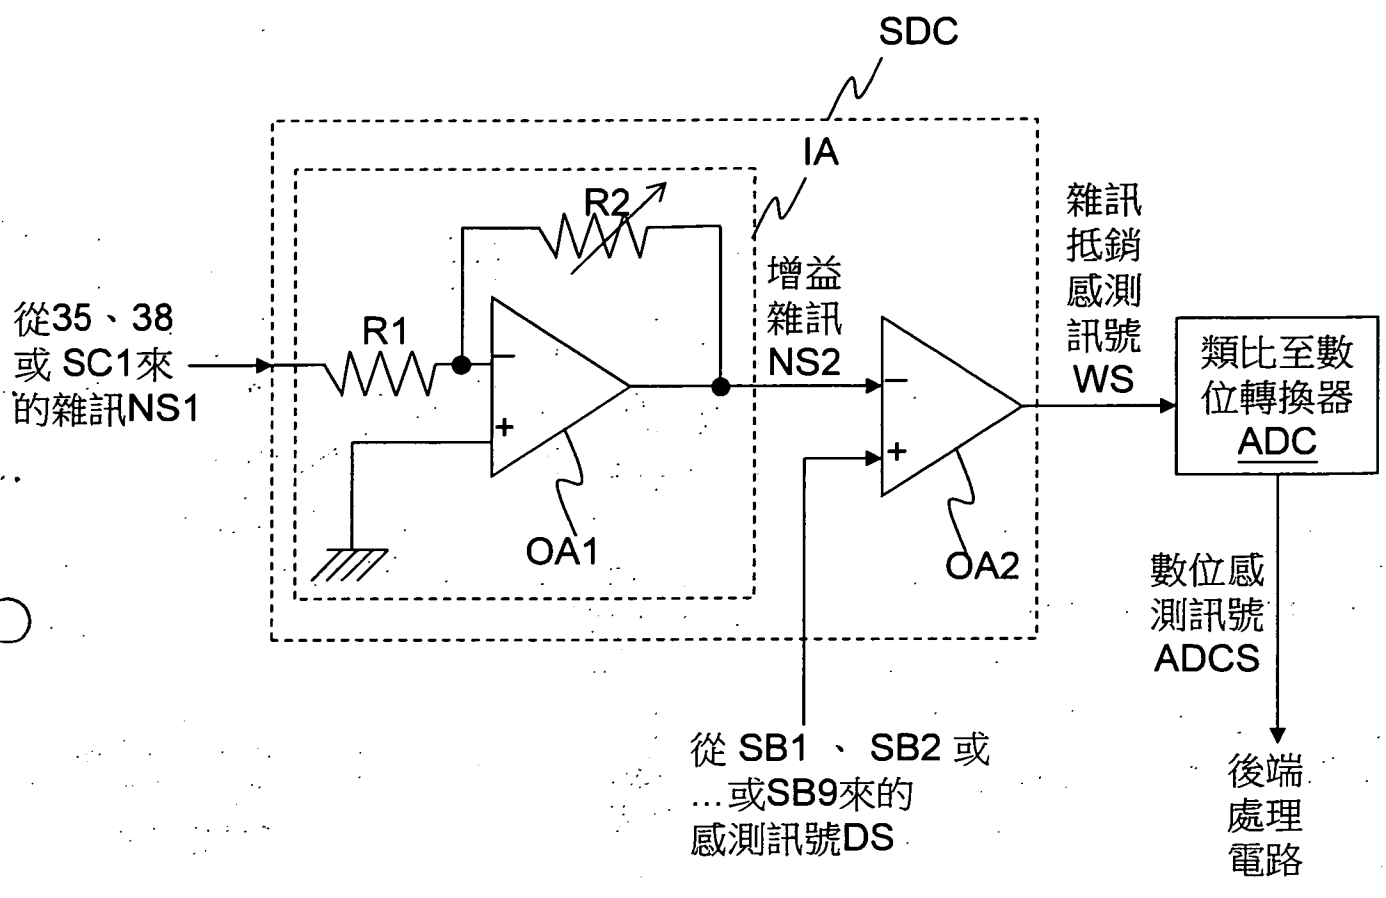 SDC
IA
R2
R1
從35、38
或 SC1來
的雜訊NS1
−
+
OA1
增益
雜訊
NS2
−
+
OA2
雜訊
抵銷
感測
訊號
WS
類比至數
位轉換器
ADC
數位感
測訊號
ADCS
後端
處理
電路
從 SB1 、 SB2 或
...或SB9來的
感測訊號DS